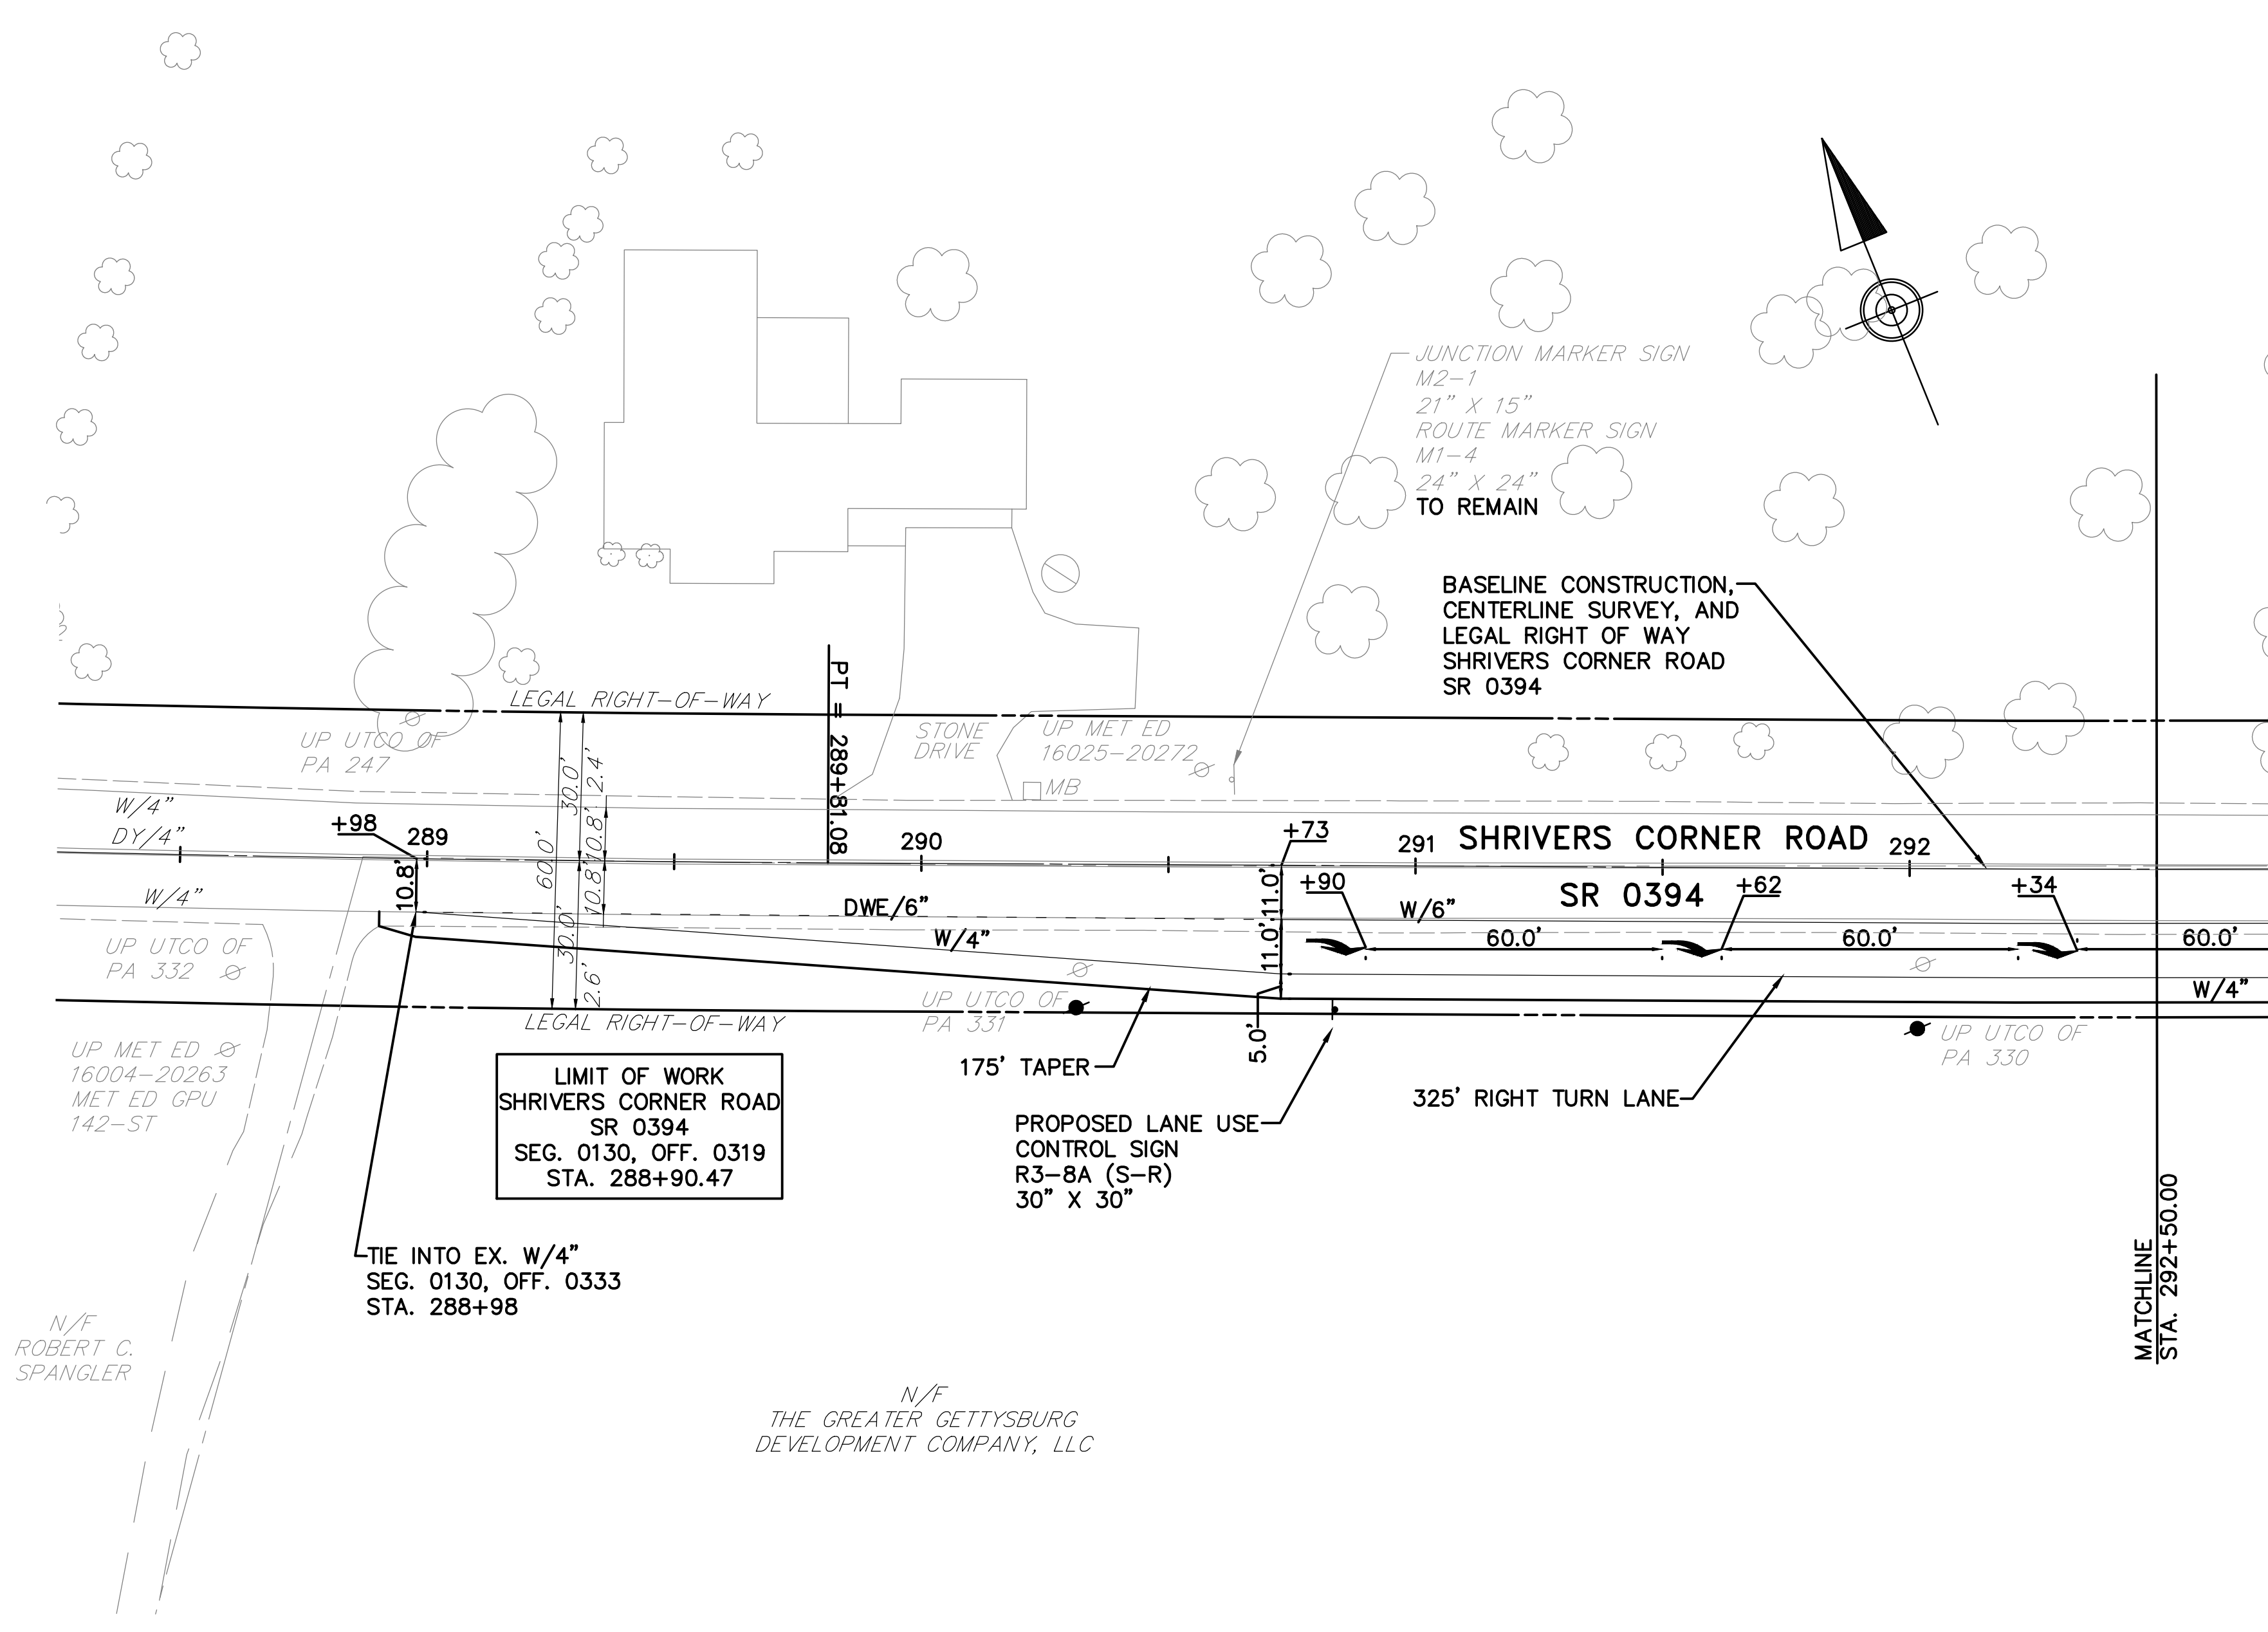 JUNCTION MARKER SIGN
M2-1
21" X 15"
ROUTE MARKER SIGN
M1-4
24" X 24"
TO REMAIN
BASELINE CONSTRUCTION,
CENTERLINE SURVEY, AND
LEGAL RIGHT OF WAY
SHRIVERS CORNER ROAD
SR 0394
LEGAL RIGHT-OF-WAY
PT = 289+81.08
UP UTCO OF
PA 247
STONE
DRIVE
UP MET ED
16025-20272
MB
30.0'
2.4'
10.8'
60.0'
10.8'
30.0'
2.6'
W/4"
DY/4"
W/4"
+98
289
10.8'
290
+73
291
SHRIVERS CORNER ROAD
292
11.0'
11.0'
+90
SR 0394
+62
+34
DWE/6"
W/6"
W/4"
60.0'
60.0'
60.0'
W/4"
UP UTCO OF
PA 332
UP UTCO OF
PA 331
LEGAL RIGHT-OF-WAY
5.0'
UP UTCO OF
PA 330
UP MET ED
16004-20263
MET ED GPU
142-ST
LIMIT OF WORK
SHRIVERS CORNER ROAD
SR 0394
SEG. 0130, OFF. 0319
STA. 288+90.47
175' TAPER
325' RIGHT TURN LANE
PROPOSED LANE USE
CONTROL SIGN
R3-8A (S-R)
30" X 30"
TIE INTO EX. W/4"
SEG. 0130, OFF. 0333
STA. 288+98
MATCHLINE
STA. 292+50.00
N/F
ROBERT C.
SPANGLER
N/F
THE GREATER GETTYSBURG
DEVELOPMENT COMPANY, LLC